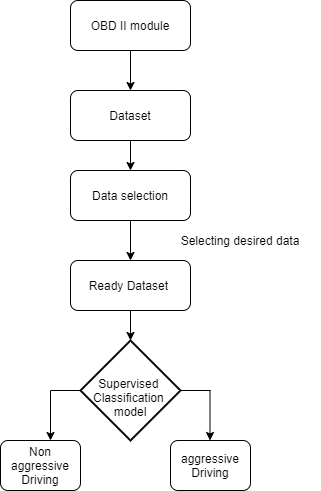 OBD II module
Dataset
Data selection
Selecting desired data
Ready Dataset
Supervised
Classification
model
Non
aggressive
Driving
aggressive
Driving